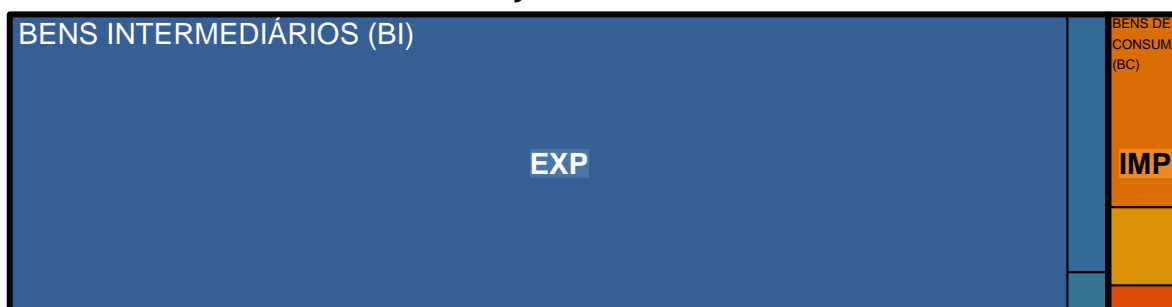 BENS INTERMEDIÁRIOS (BI)
BENS DE
CONSUM
(BC)
EXP
IMP